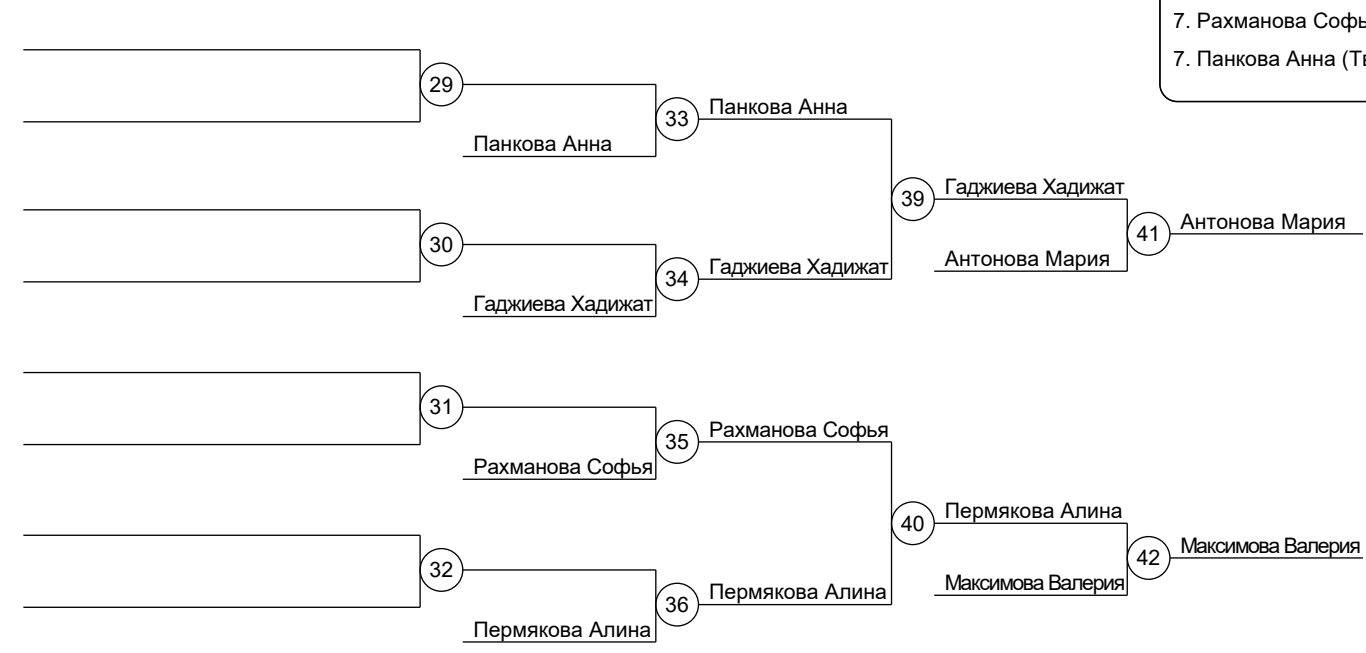 7. Рахманова Софь
7. Панкова Анна (Тв
29
33
Панкова Анна
Панкова Анна
39
Гаджиева Хадижат
41
Антонова Мария
30
Антонова Мария
34
Гаджиева Хадижат
Гаджиева Хадижат
31
35
Рахманова Софья
Рахманова Софья
40
Пермякова Алина
42
Максимова Валерия
32
Максимова Валерия
36
Пермякова Алина
Пермякова Алина